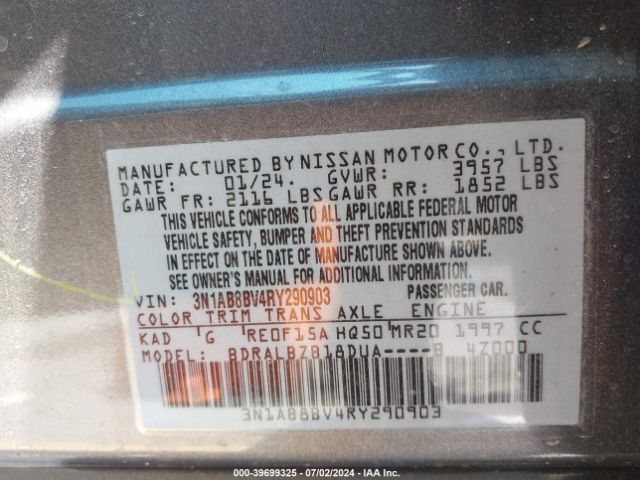 MANUFACTURED BY NISSAN MOTOR CO., LTD.
DATE: 01/24. GVWR: 3957 LBS
GAWR FR: 2116 LBS GAWR RR: 1852 LBS
THIS VEHICLE CONFORMS TO ALL APPLICABLE FEDERAL MOTOR
VEHICLE SAFETY, BUMPER AND THEFT PREVENTION STANDARDS
IN EFFECT ON THE DATE OF MANUFACTURE SHOWN ABOVE.
SEE OWNER'S MANUAL FOR ADDITIONAL INFORMATION.
VIN: 3N1AB8BV4RY290903 PASSENGER CAR.
COLOR TRIM TRANS AXLE ENGINE
KAD G RE0F15A HQ50 MR20 1997 CC
MODEL: BDRALBZB18DUA----B 4Z000
3N1AB8BV4RY290903
000-39699325 - 07/02/2024 - IAA Inc.